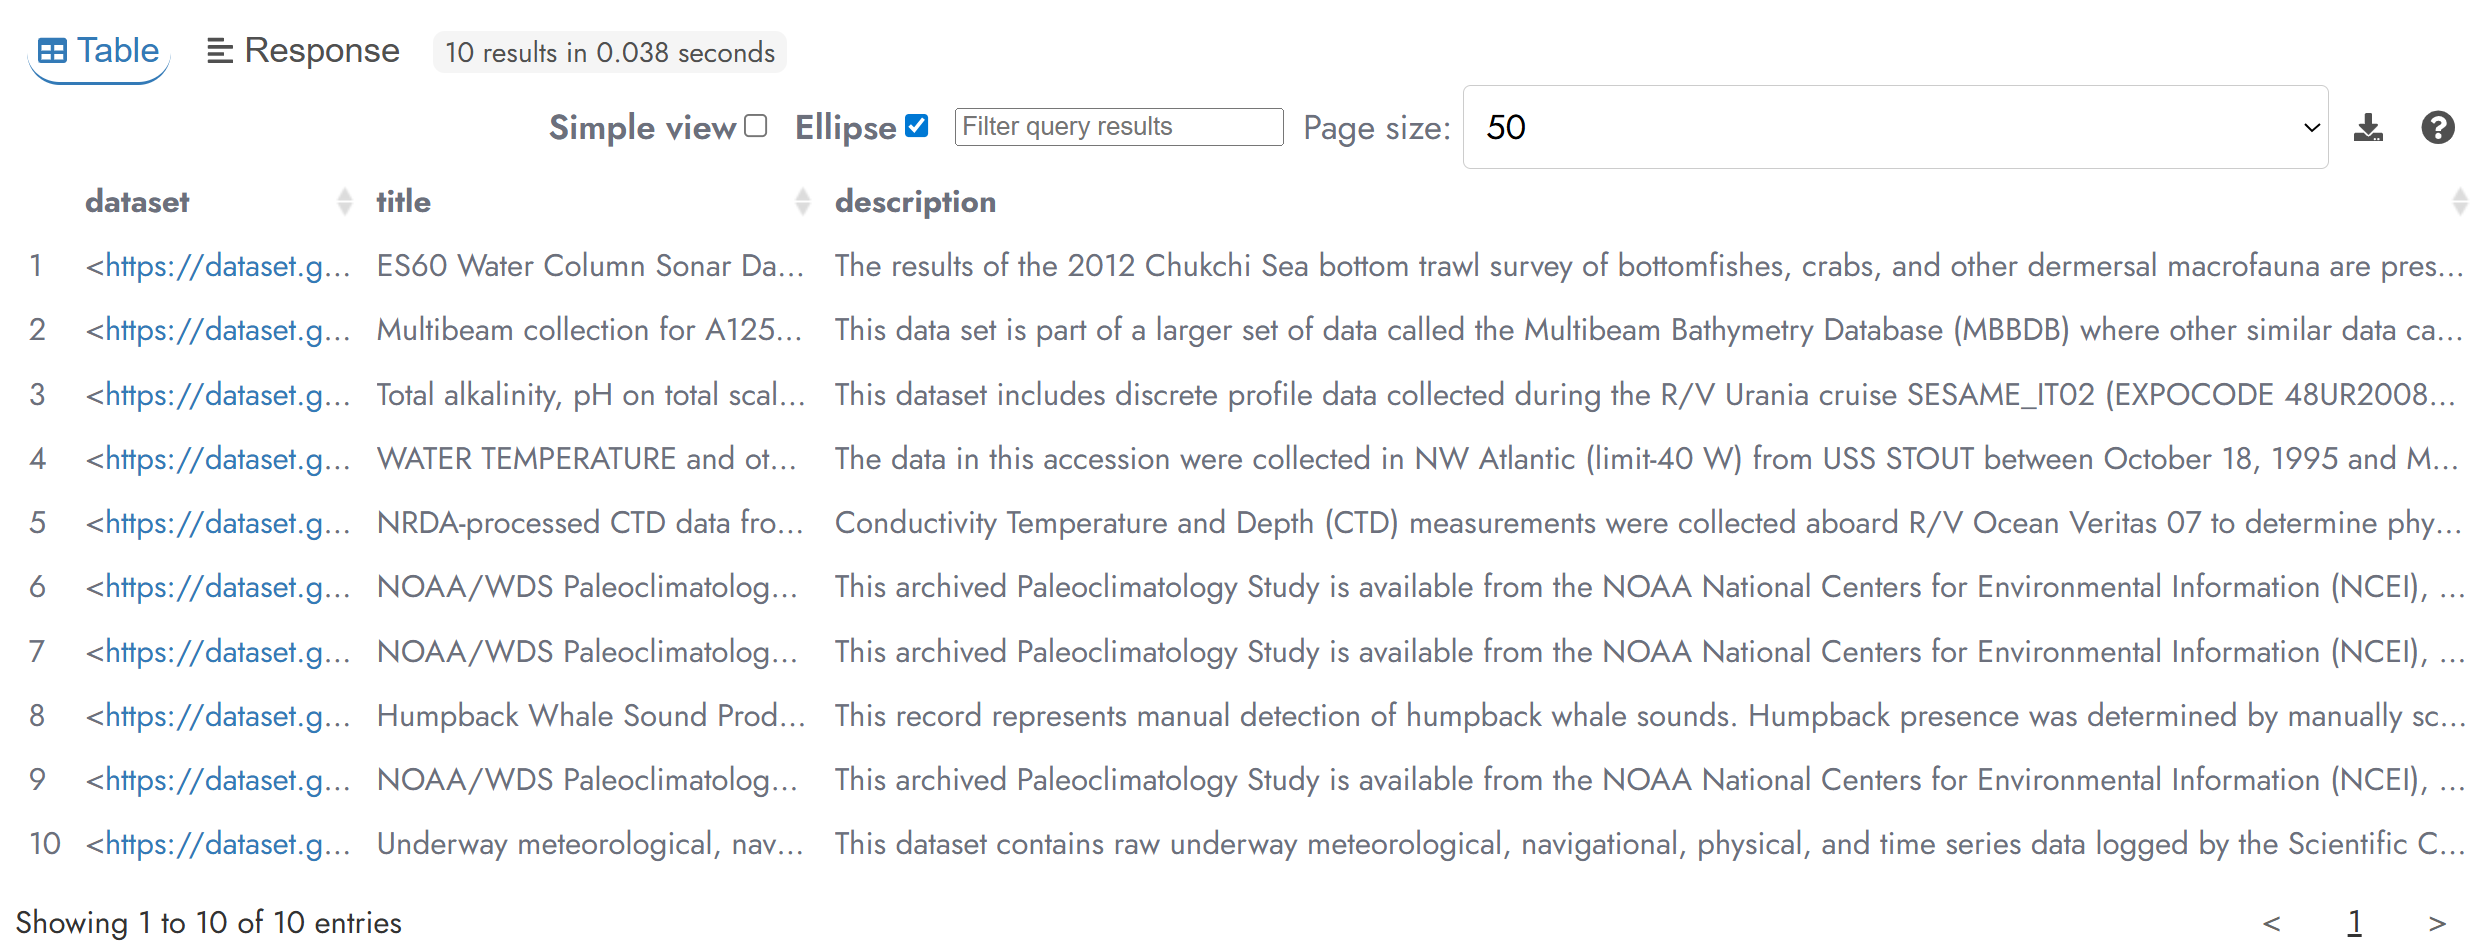 Table Response 10 results in 0.038 seconds
Simple view Ellipse Filter query results Page size: 50
dataset title description
1 <https://dataset.g... ES60 Water Column Sonar Da... The results of the 2012 Chukchi Sea bottom trawl survey of bottomfishes, crabs, and other dermersal macrofauna are pres...
2 <https://dataset.g... Multibeam collection for A125... This data set is part of a larger set of data called the Multibeam Bathymetry Database (MBBDB) where other similar data ca...
3 <https://dataset.g... Total alkalinity, pH on total scal... This dataset includes discrete profile data collected during the R/V Urania cruise SESAME_IT02 (EXPOCODE 48UR2008...
4 <https://dataset.g... WATER TEMPERATURE and ot... The data in this accession were collected in NW Atlantic (limit-40 W) from USS STOUT between October 18, 1995 and M...
5 <https://dataset.g... NRDA-processed CTD data fro... Conductivity Temperature and Depth (CTD) measurements were collected aboard R/V Ocean Veritas 07 to determine phy...
6 <https://dataset.g... NOAA/WDS Paleoclimatolog... This archived Paleoclimatology Study is available from the NOAA National Centers for Environmental Information (NCEI), ...
7 <https://dataset.g... NOAA/WDS Paleoclimatolog... This archived Paleoclimatology Study is available from the NOAA National Centers for Environmental Information (NCEI), ...
8 <https://dataset.g... Humpback Whale Sound Prod... This record represents manual detection of humpback whale sounds. Humpback presence was determined by manually sc...
9 <https://dataset.g... NOAA/WDS Paleoclimatolog... This archived Paleoclimatology Study is available from the NOAA National Centers for Environmental Information (NCEI), ...
10 <https://dataset.g... Underway meteorological, nav... This dataset contains raw underway meteorological, navigational, physical, and time series data logged by the Scientific C...
Showing 1 to 10 of 10 entries < 1 >